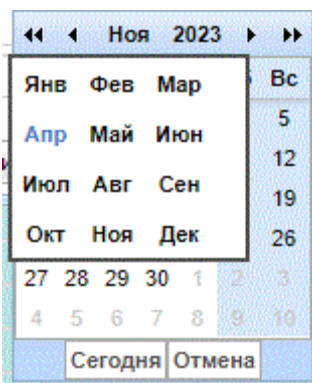 Ноя 2023
Янв Фев Мар Вс
Апр Май Июн 5
12
Июл Авг Сен 19
Окт Ноя Дек 26
27 28 29 30 1 2 3
4 5 6 7 8 9 10
Сегодня Отмена